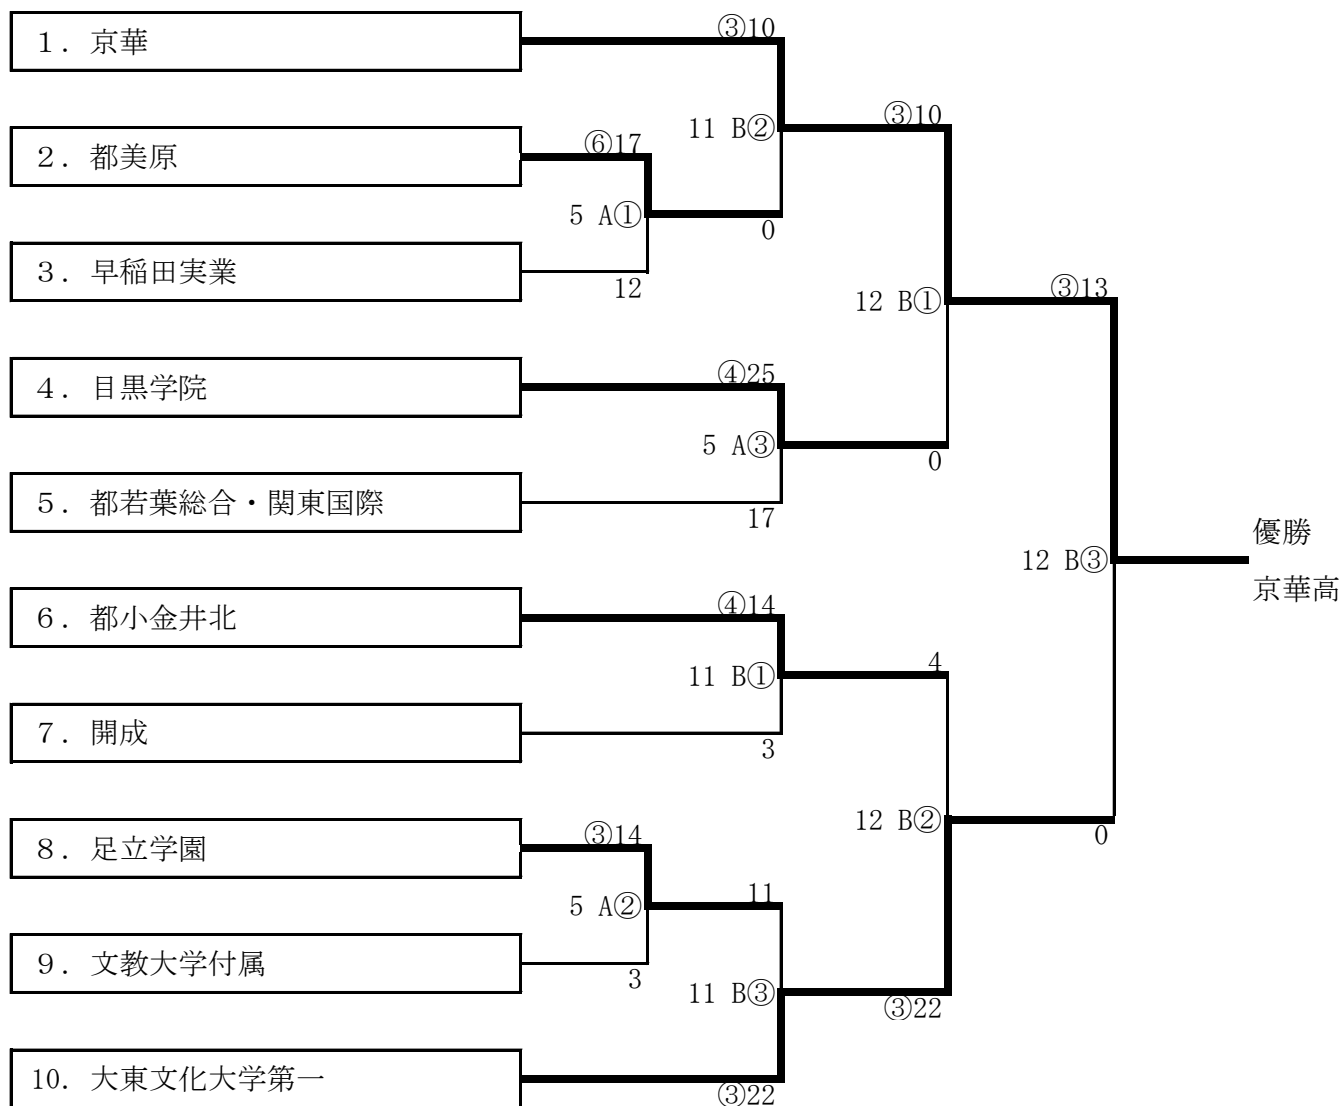 1. 京華
③10
11 B②
③10
2. 都美原
⑥17
5 A①
0
3. 早稲田実業
12
12 B①
③13
4. 目黒学院
④25
5 A③
0
5. 都若葉総合・関東国際
17
優勝
12 B③
京華高
6. 都小金井北
④14
11 B①
4
7. 開成
3
12 B②
0
8. 足立学園
③14
5 A②
11
9. 文教大学付属
3
11 B③
③22
10. 大東文化大学第一
③22